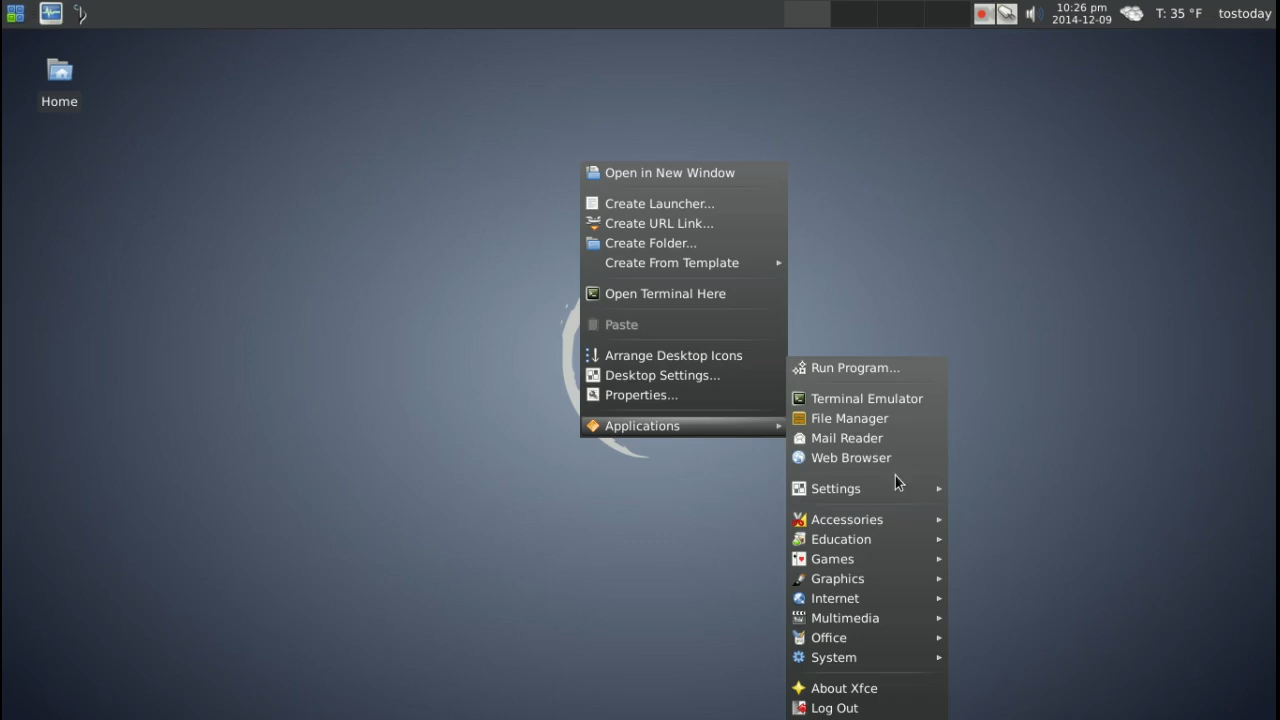 10:26 pm
2014-12-09
T: 35 °F
tostoday
Home
Open in New Window
Create Launcher...
Create URL Link...
Create Folder...
Create From Template
Open Terminal Here
Paste
Arrange Desktop Icons
Desktop Settings...
Properties...
Applications
Run Program...
Terminal Emulator
File Manager
Mail Reader
Web Browser
Settings
Accessories
Education
Games
Graphics
Internet
Multimedia
Office
System
About Xfce
Log Out